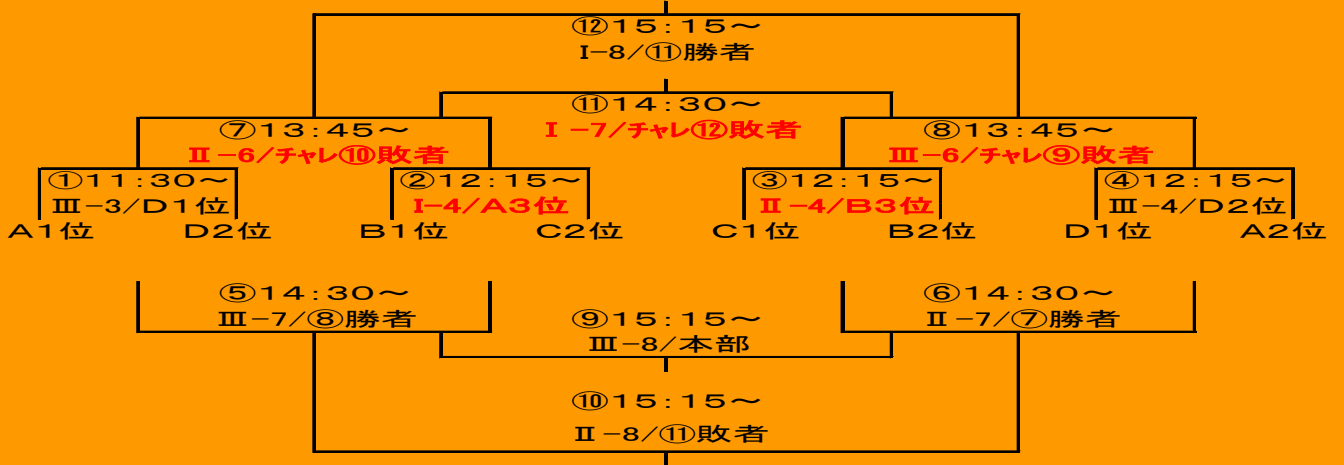 ⑫15:15～
Ⅰ-8/⑪勝者
⑪14:30～
Ⅰ-7/チャレ⑫敗者
⑦13:45～
Ⅱ-6/チャレ⑩敗者
⑧13:45～
Ⅲ-6/チャレ⑨敗者
①11:30～
Ⅲ-3/D1位
②12:15～
Ⅰ-4/A3位
③12:15～
Ⅱ-4/B3位
④12:15～
Ⅲ-4/D2位
A1位 D2位 B1位 C2位 C1位 B2位 D1位 A2位
⑤14:30～
Ⅲ-7/⑧勝者
⑥14:30～
Ⅱ-7/⑦勝者
⑨15:15～
Ⅲ-8/本部
⑩15:15～
Ⅱ-8/⑪敗者